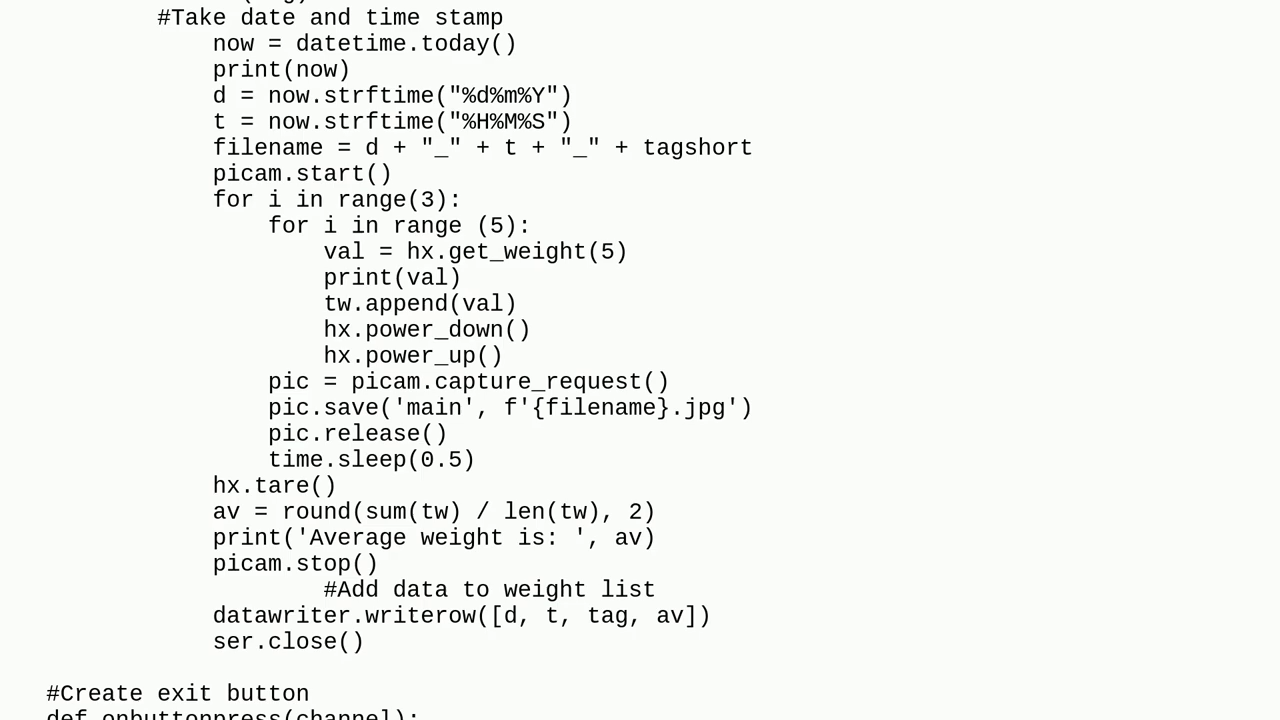 #Take date and time stamp
now = datetime.today()
print(now)
d = now.strftime("%d%m%Y")
t = now.strftime("%H%M%S")
filename = d + "_" + t + "_" + tagshort
picam.start()
for i in range(3):
for i in range (5):
val = hx.get_weight(5)
print(val)
tw.append(val)
hx.power_down()
hx.power_up()
pic = picam.capture_request()
pic.save('main', f'{filename}.jpg')
pic.release()
time.sleep(0.5)
hx.tare()
av = round(sum(tw) / len(tw), 2)
print('Average weight is: ', av)
picam.stop()
#Add data to weight list
datawriter.writerow([d, t, tag, av])
ser.close()
#Create exit button
def onbuttonpress(channel):